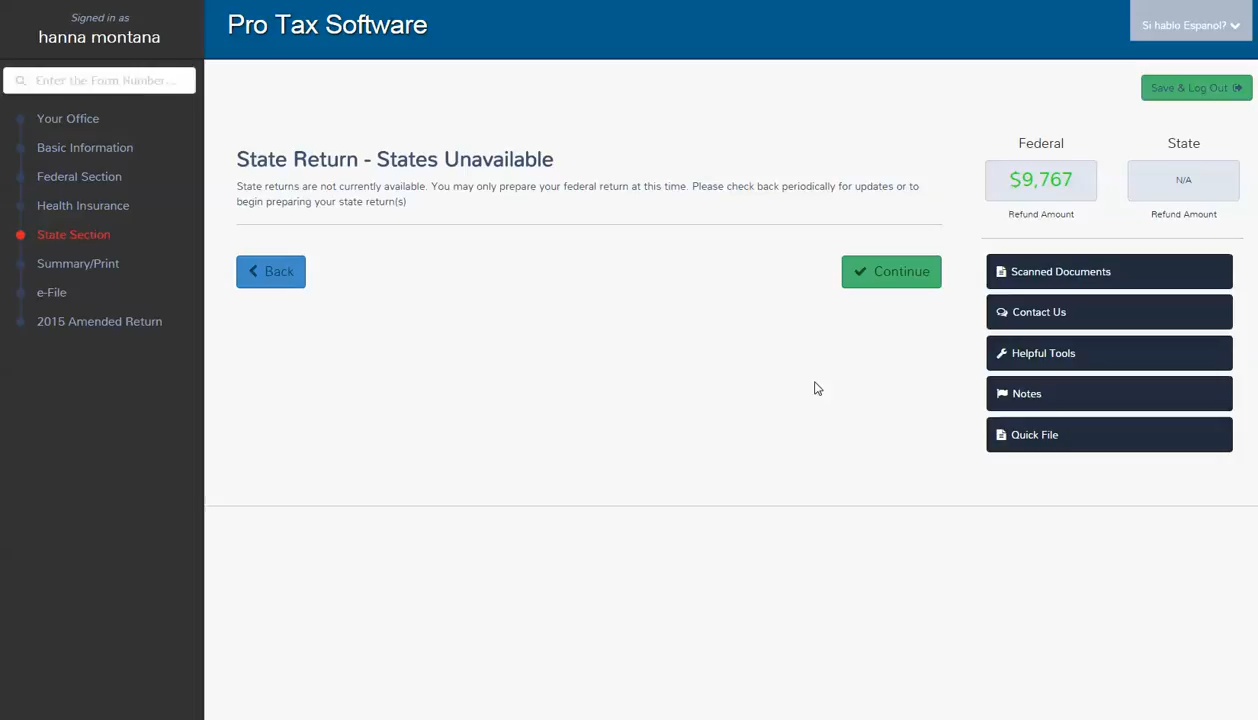 Signed in as
hanna montana
Enter the Form Number...
Your Office
Basic Information
Federal Section
Health Insurance
State Section
Summary/Print
e-File
2015 Amended Return
Pro Tax Software
Si hablo Espanol?
Save & Log Out
State Return - States Unavailable
State returns are not currently available. You may only prepare your federal return at this time. Please check back periodically for updates or to
begin preparing your state return(s)
Back
Continue
Federal
State
$9,767
N/A
Refund Amount
Refund Amount
Scanned Documents
Contact Us
Helpful Tools
Notes
Quick File